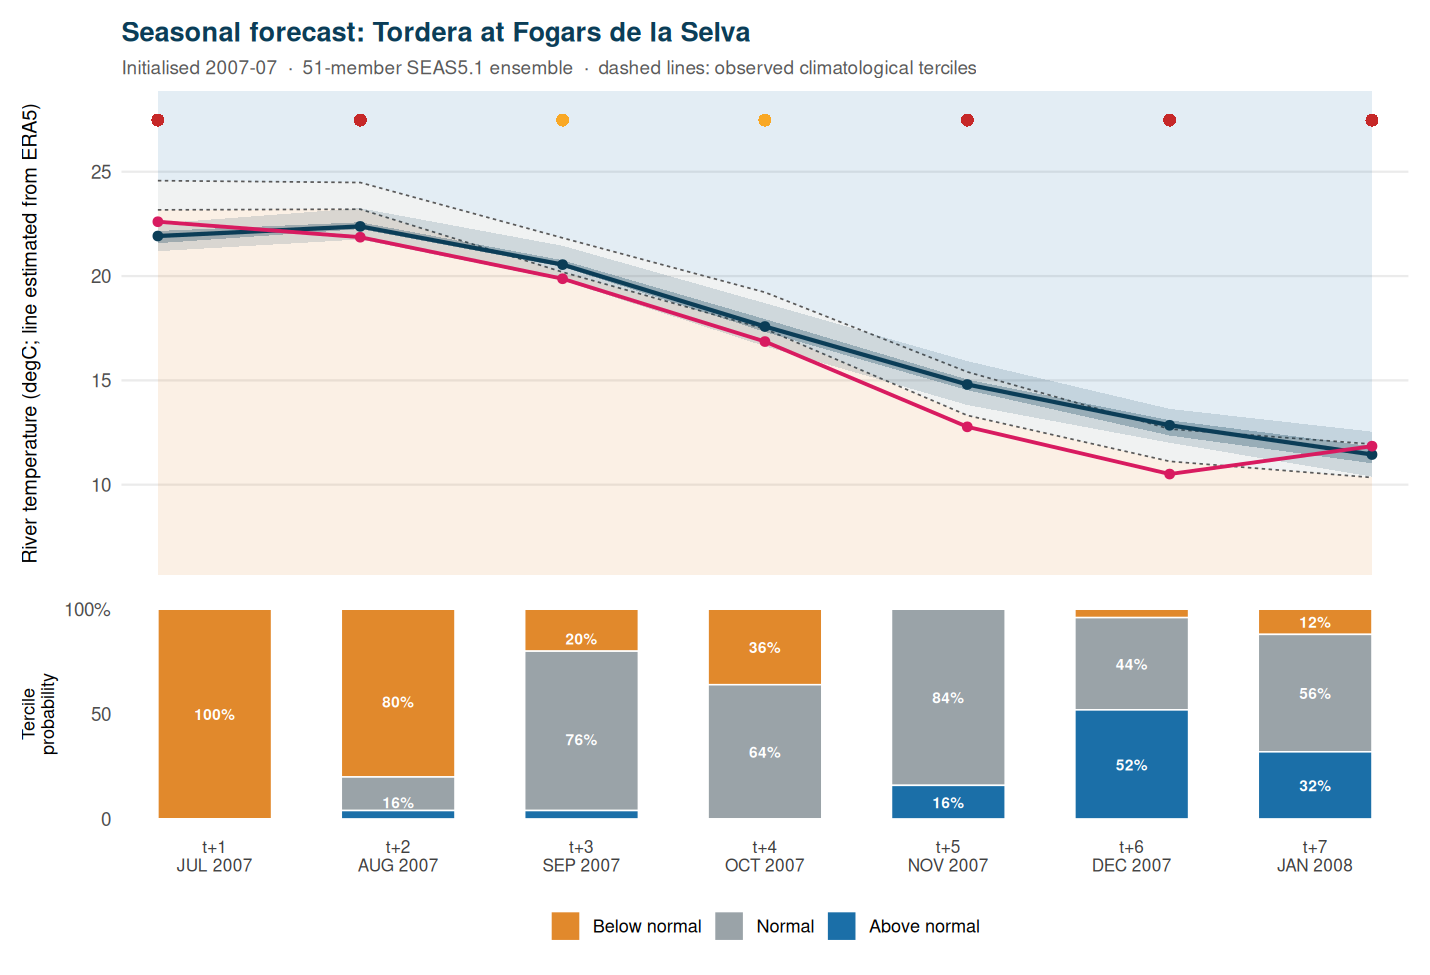 Seasonal forecast: Tordera at Fogars de la Selva
Initialised 2007-07 · 51-member SEAS5.1 ensemble · dashed lines: observed climatological terciles
River temperature (degC; line estimated from ERA5)
25
20
15
10
Tercile
probability
100%
50
0
100%
80%
16%
20%
76%
36%
64%
84%
16%
44%
52%
12%
56%
32%
t+1
JUL 2007
t+2
AUG 2007
t+3
SEP 2007
t+4
OCT 2007
t+5
NOV 2007
t+6
DEC 2007
t+7
JAN 2008
Below normal
Normal
Above normal